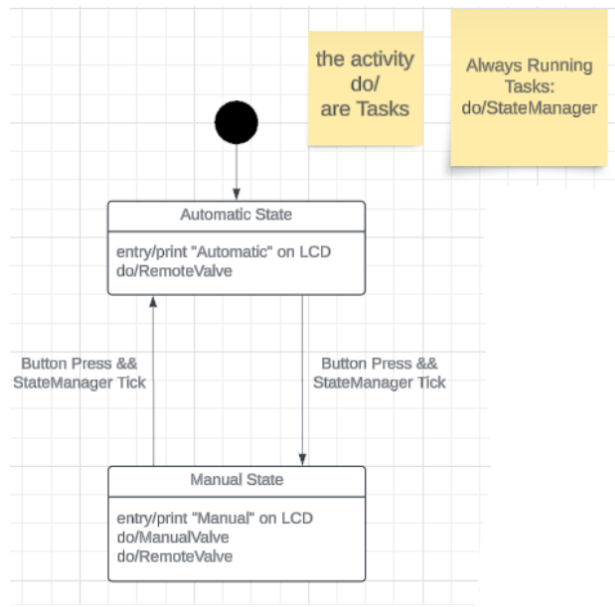 the activity
do/
are Tasks
Always Running
Tasks:
do/StateManager
Automatic State
entry/print "Automatic" on LCD
do/RemoteValve
Button Press &&
StateManager Tick
Button Press &&
StateManager Tick
Manual State
entry/print "Manual" on LCD
do/ManualValve
do/RemoteValve